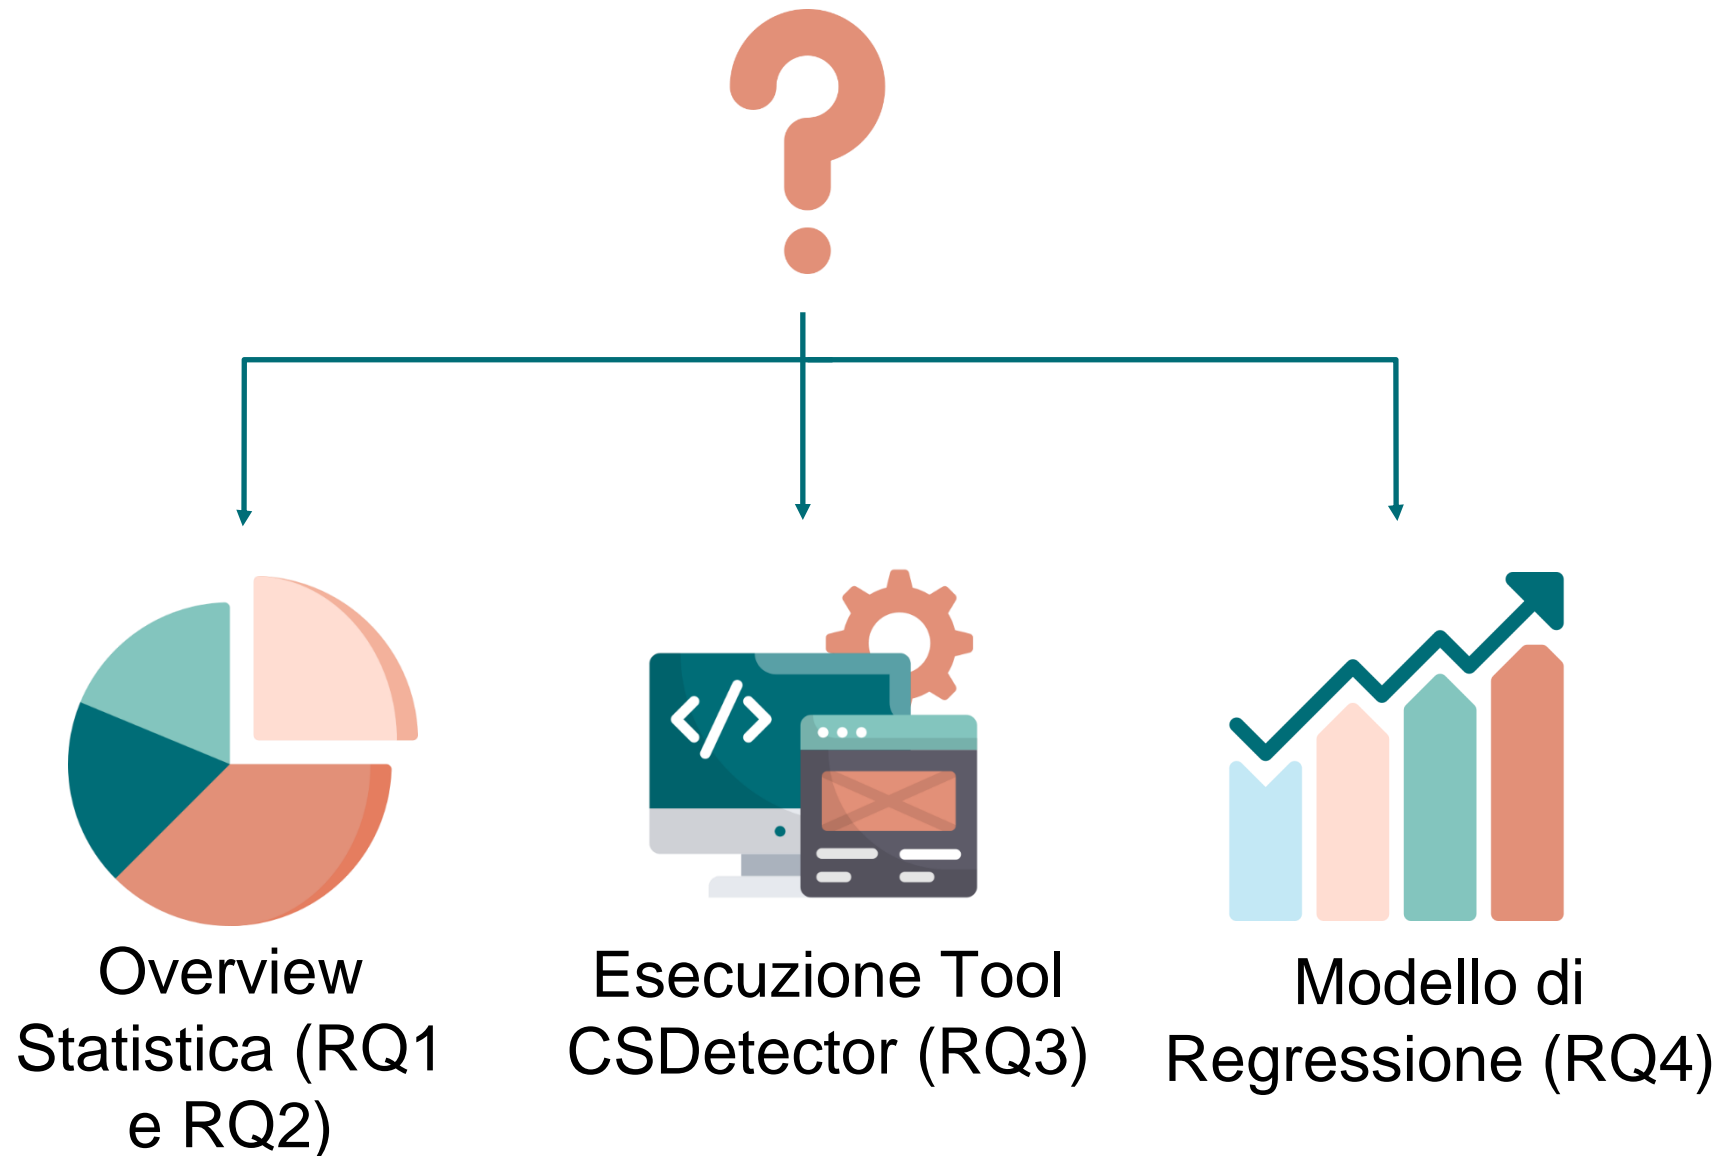 Overview
Statistica (RQ1
e RQ2)
Esecuzione Tool
CSDetector (RQ3)
Modello di
Regressione (RQ4)